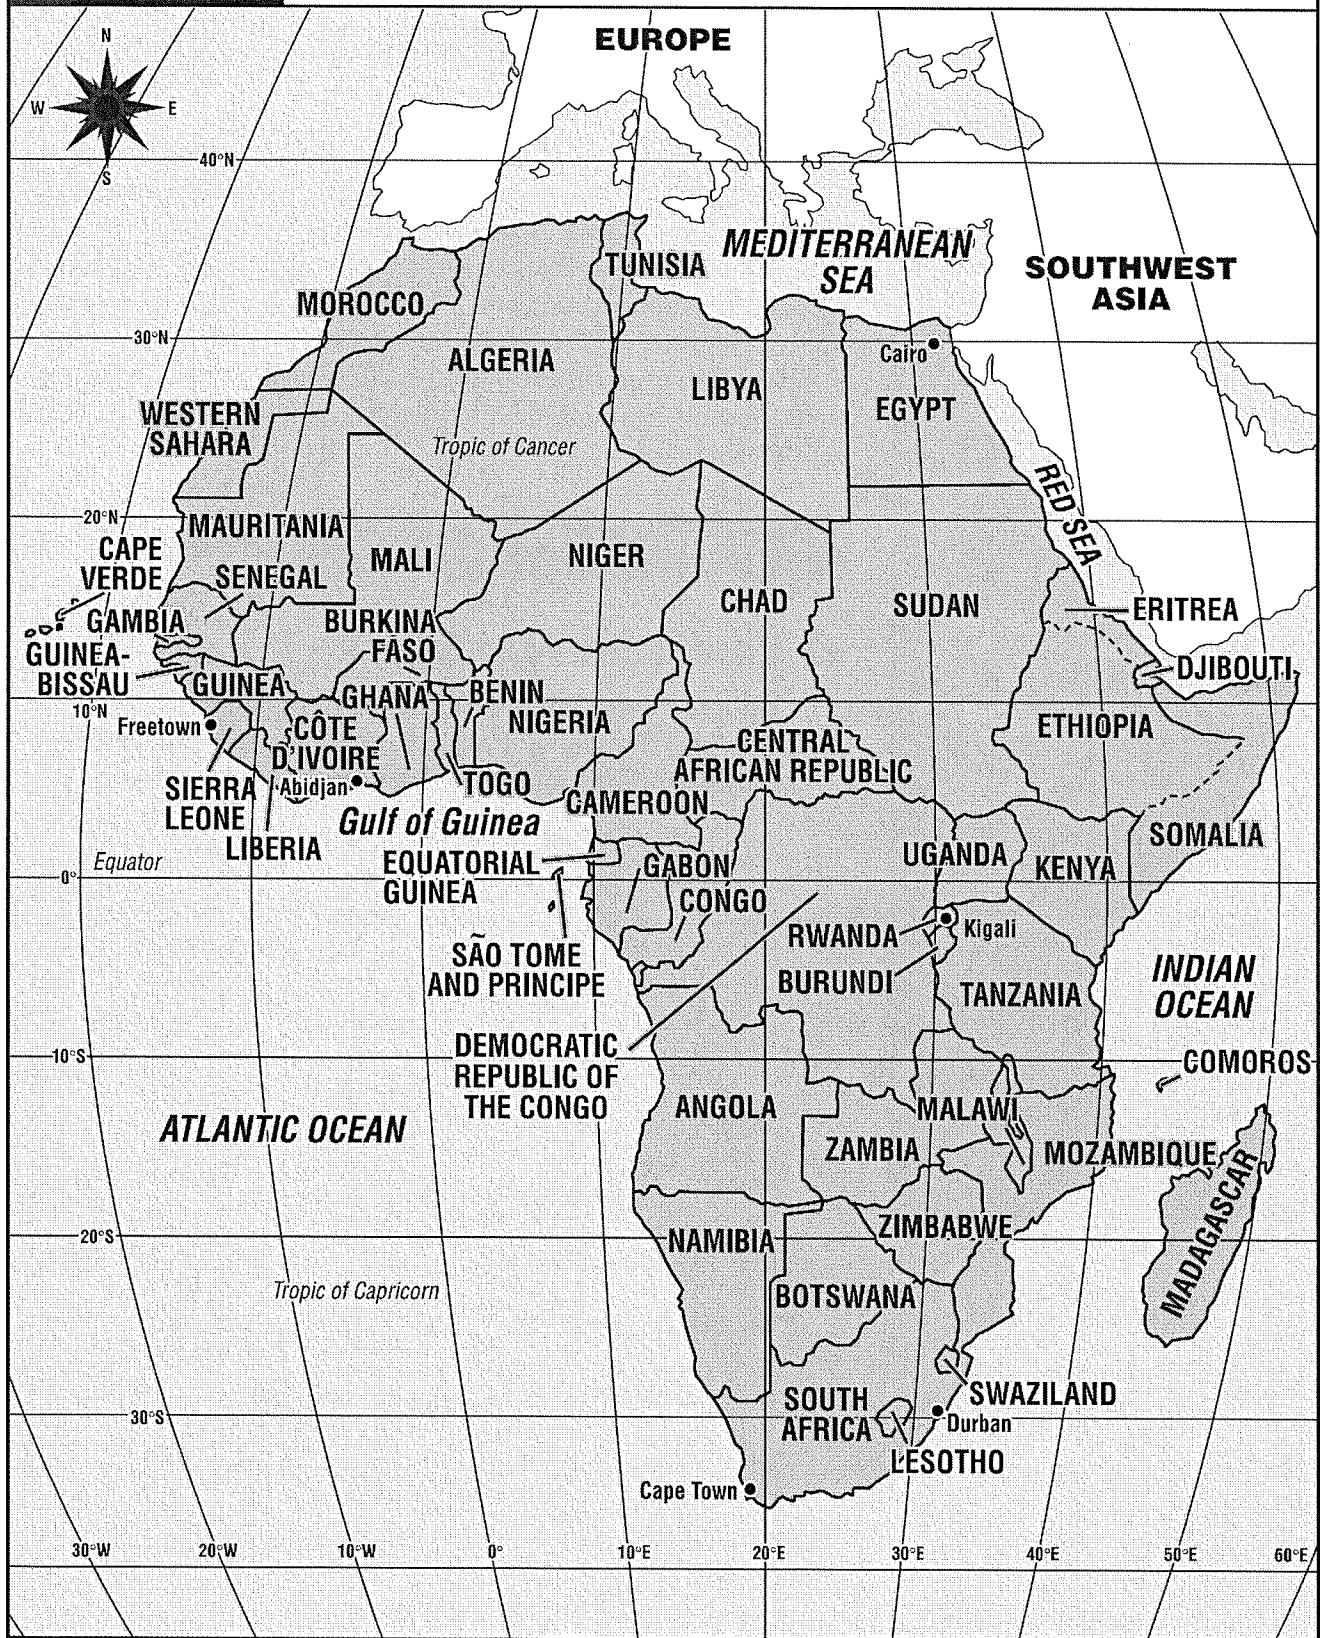 N
W
E
S
EUROPE
40°N
MEDITERRANEAN
SEA
SOUTHWEST
ASIA
TUNISIA
MOROCCO
30°N
Cairo
ALGERIA
LIBYA
EGYPT
WESTERN
SAHARA
Tropic of Cancer
RED SEA
20°N
MAURITANIA
MALI
NIGER
CHAD
SUDAN
CAPE
VERDE
SENEGAL
ERITREA
GAMBIA
BURKINA
FASO
GUINEA-
BISSAU
DJIBOUTI
GUINEA
GHANA
BENIN
10°N
NIGERIA
ETHIOPIA
Freetown
CÔTE
D'IVOIRE
CENTRAL
AFRICAN REPUBLIC
SIERRA
LEONE
Abidjan
TOGO
CAMEROON
Gulf of Guinea
LIBERIA
SOMALIA
Equator
EQUATORIAL
GUINEA
GABON
UGANDA
KENYA
0°
CONGO
RWANDA
Kigali
SÃO TOME
AND PRINCIPE
BURUNDI
TANZANIA
INDIAN
OCEAN
DEMOCRATIC
REPUBLIC OF
THE CONGO
10°S
COMOROS
ATLANTIC OCEAN
ANGOLA
MALAWI
ZAMBIA
MOZAMBIQUE
MADAGASCAR
20°S
NAMIBIA
ZIMBABWE
Tropic of Capricorn
BOTSWANA
30°S
SOUTH
AFRICA
SWAZILAND
Durban
LESOTHO
Cape Town
30°W
20°W
10°W
0°
10°E
20°E
30°E
40°E
50°E
60°E